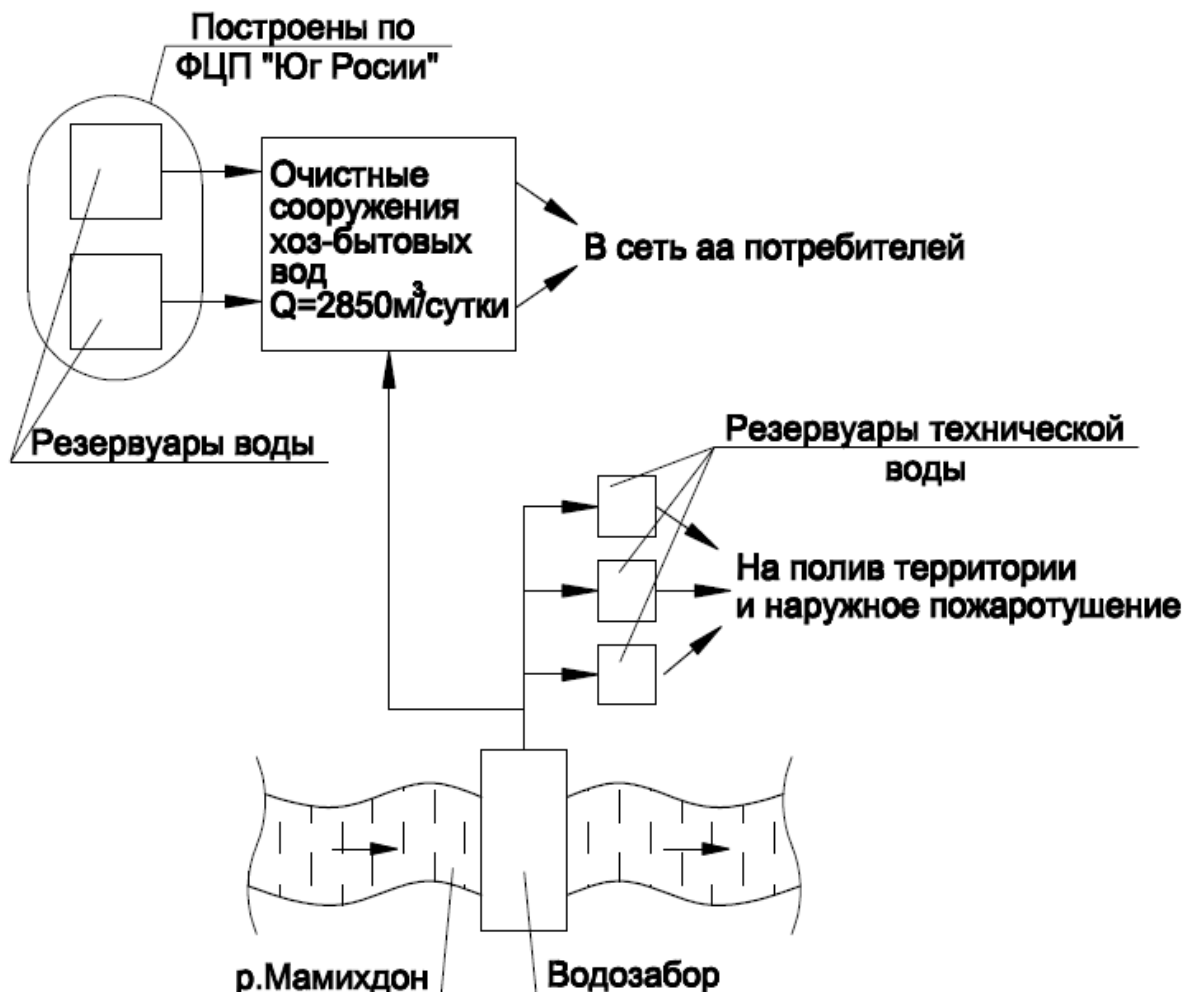 Построены по
ФЦП "Юг Росии"
Очистные
сооружения
хоз-бытовых
вод
Q=2850м³/сутки
В сеть аа потребителей
Резервуары воды
Резервуары технической
воды
На полив территории
и наружное пожаротушение
р.Мамихдон
Водозабор